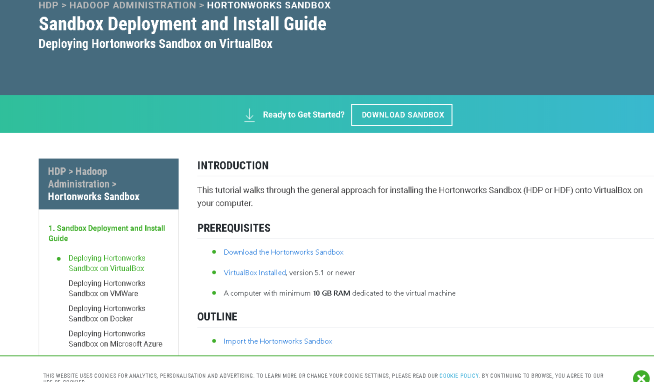 HDP > HADOOP ADMINISTRATION > HORTONWORKS SANDBOX
Sandbox Deployment and Install Guide
Deploying Hortonworks Sandbox on VirtualBox
Ready to Get Started?
DOWNLOAD SANDBOX
HDP > Hadoop
Administration >
Hortonworks Sandbox
1. Sandbox Deployment and Install
Guide
Deploying Hortonworks
Sandbox on VirtualBox
Deploying Hortonworks
Sandbox on VMWare
Deploying Hortonworks
Sandbox on Docker
Deploying Hortonworks
Sandbox on Microsoft Azure
INTRODUCTION
This tutorial walks through the general approach for installing the Hortonworks Sandbox (HDP or HDF) onto VirtualBox on
your computer.
PREREQUISITES
Download the Hortonworks Sandbox
VirtualBox Installed, version 5.1 or newer
A computer with minimum 10 GB RAM dedicated to the virtual machine
OUTLINE
Import the Hortonworks Sandbox
THIS WEBSITE USES COOKIES FOR ANALYTICS, PERSONALISATION AND ADVERTISING. TO LEARN MORE OR CHANGE YOUR COOKIE SETTINGS, PLEASE READ OUR COOKIE POLICY. BY CONTINUING TO BROWSE, YOU AGREE TO OUR